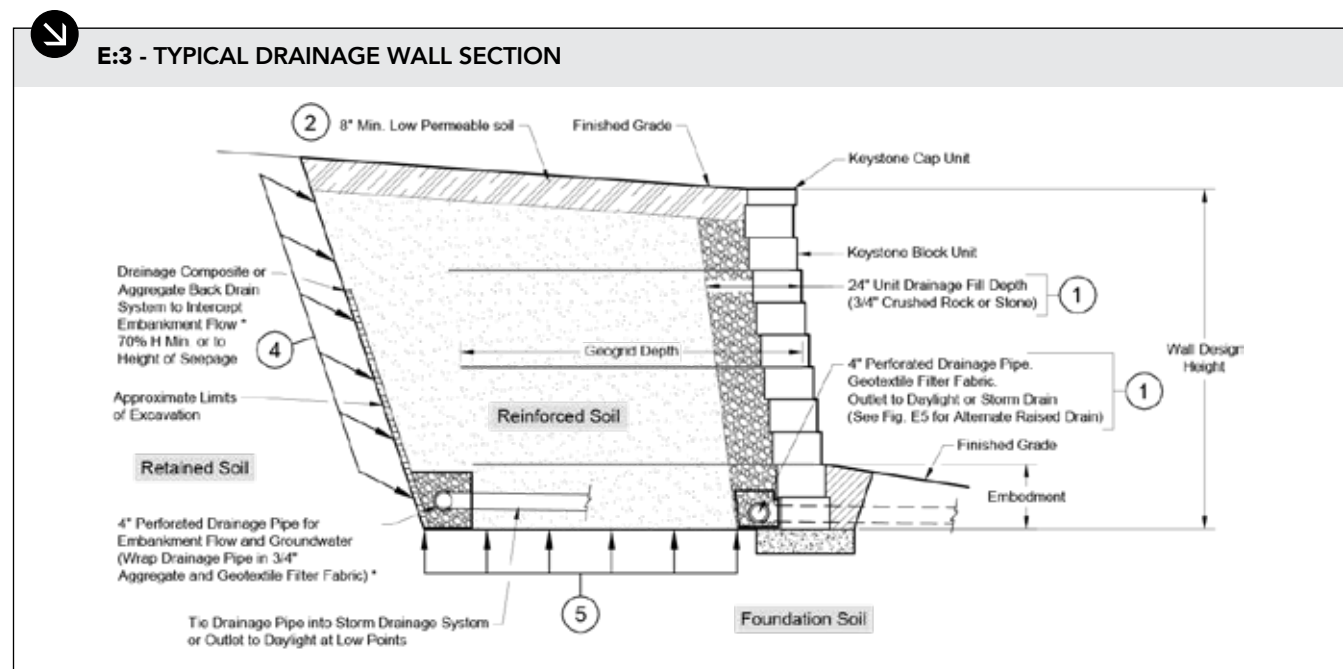 E:3 - TYPICAL DRAINAGE WALL SECTION
2
8" Min. Low Permeable soil
Finished Grade
Keystone Cap Unit
Keystone Block Unit
24" Unit Drainage Fill Depth
(3/4" Crushed Rock or Stone)
1
Drainage Composite or
Aggregate Back Drain
System to Intercept
Embankment Flow *
70% H Min. or to
Height of Seepage
4
Geogrid Depth
Wall Design
Height
4" Perforated Drainage Pipe.
Geotextile Filter Fabric.
Outlet to Daylight or Storm Drain
(See Fig. E5 for Alternate Raised Drain)
1
Approximate Limits
of Excavation
Reinforced Soil
Finished Grade
Retained Soil
Embedment
4" Perforated Drainage Pipe for
Embankment Flow and Groundwater
(Wrap Drainage Pipe in 3/4"
Aggregate and Geotextile Filter Fabric) *
5
Tie Drainage Pipe into Storm Drainage System
or Outlet to Daylight at Low Points
Foundation Soil